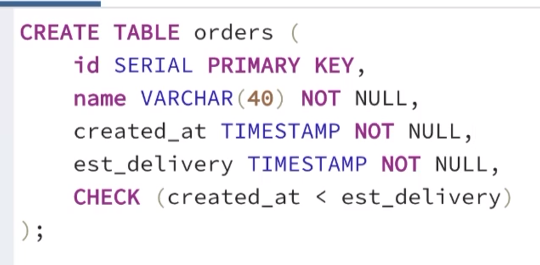 CREATE TABLE orders (
    id SERIAL PRIMARY KEY,
    name VARCHAR(40) NOT NULL,
    created_at TIMESTAMP NOT NULL,
    est_delivery TIMESTAMP NOT NULL,
    CHECK (created_at < est_delivery)
);